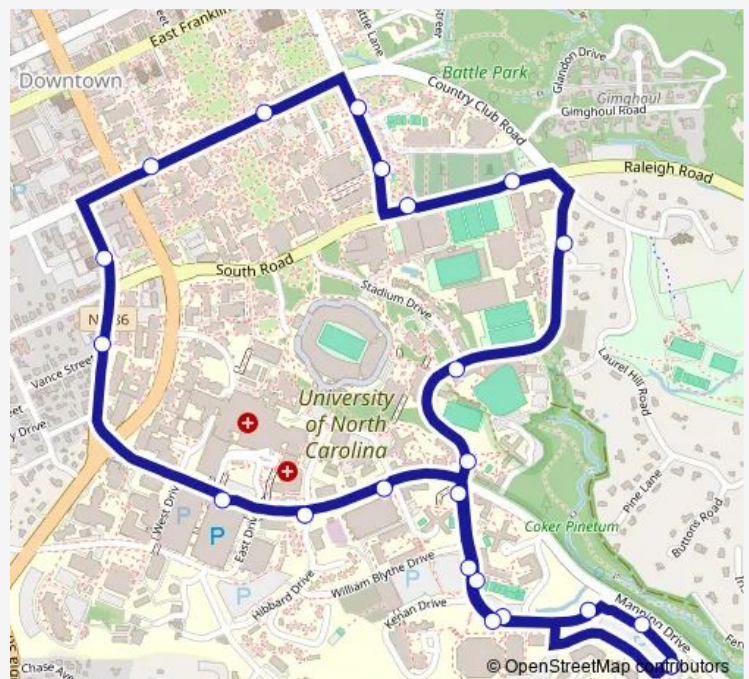 East Franklin
Battle Lane
Street
Glandon Drive
Battle Park
Downtown
Gimghoul
Gimghoul Road
Country Club Road
Raleigh Road
P
South Road
Stadium Drive
Vance Street
Laurel Hill Road
University
of North
Carolina
West Drive
P
P
East Drive
Pine Lane
Buttons Road
Coker Pinetum
William Blythe Drive
P
P
Hibbard Drive
Kenan Drive
Manning Drive
Chase Ave
© OpenStreetMap contributors